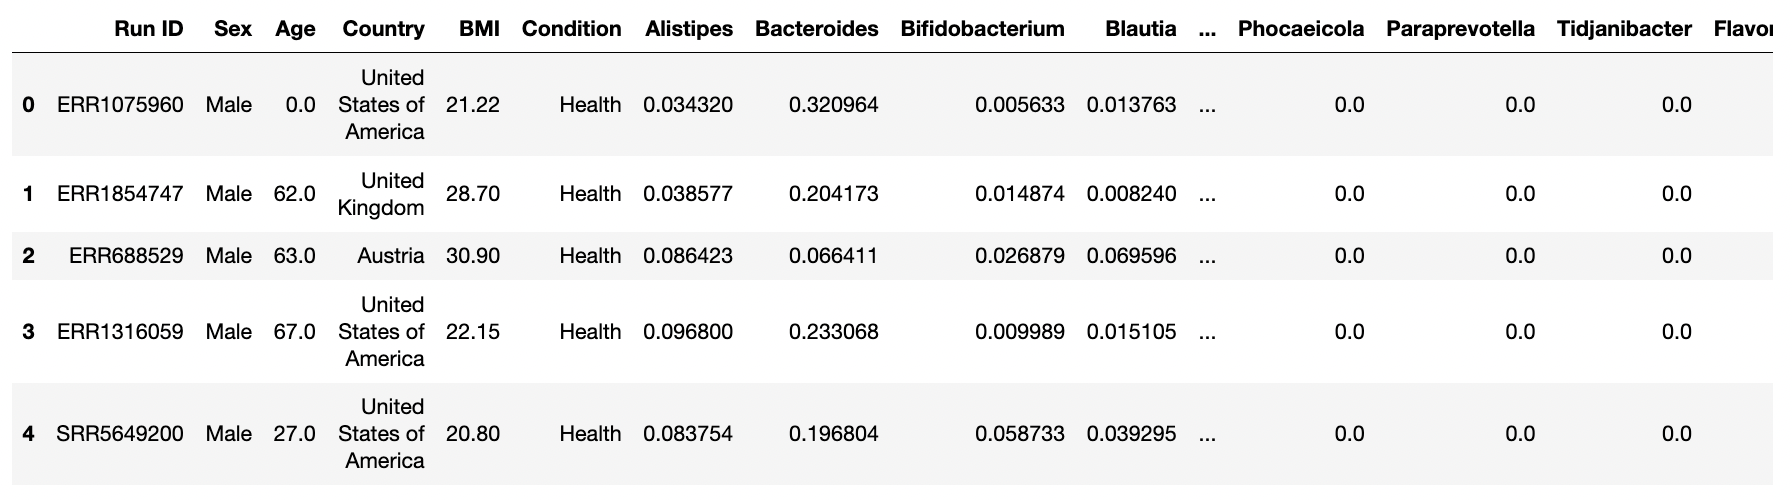 Run ID Sex Age Country BMI Condition Alistipes Bacteroides Bifidobacterium Blautia ... Phocaeicola Paraprevotella Tidjanibacter Flavor
United
0 ERR1075960 Male 0.0 States of 21.22 Health 0.034320 0.320964 0.005633 0.013763 ... 0.0 0.0 0.0
America
United
1 ERR1854747 Male 62.0 28.70 Health 0.038577 0.204173 0.014874 0.008240 ... 0.0 0.0 0.0
Kingdom
2 ERR688529 Male 63.0 Austria 30.90 Health 0.086423 0.066411 0.026879 0.069596 ... 0.0 0.0 0.0
United
3 ERR1316059 Male 67.0 States of 22.15 Health 0.096800 0.233068 0.009989 0.015105 ... 0.0 0.0 0.0
America
United
4 SRR5649200 Male 27.0 States of 20.80 Health 0.083754 0.196804 0.058733 0.039295 ... 0.0 0.0 0.0
America